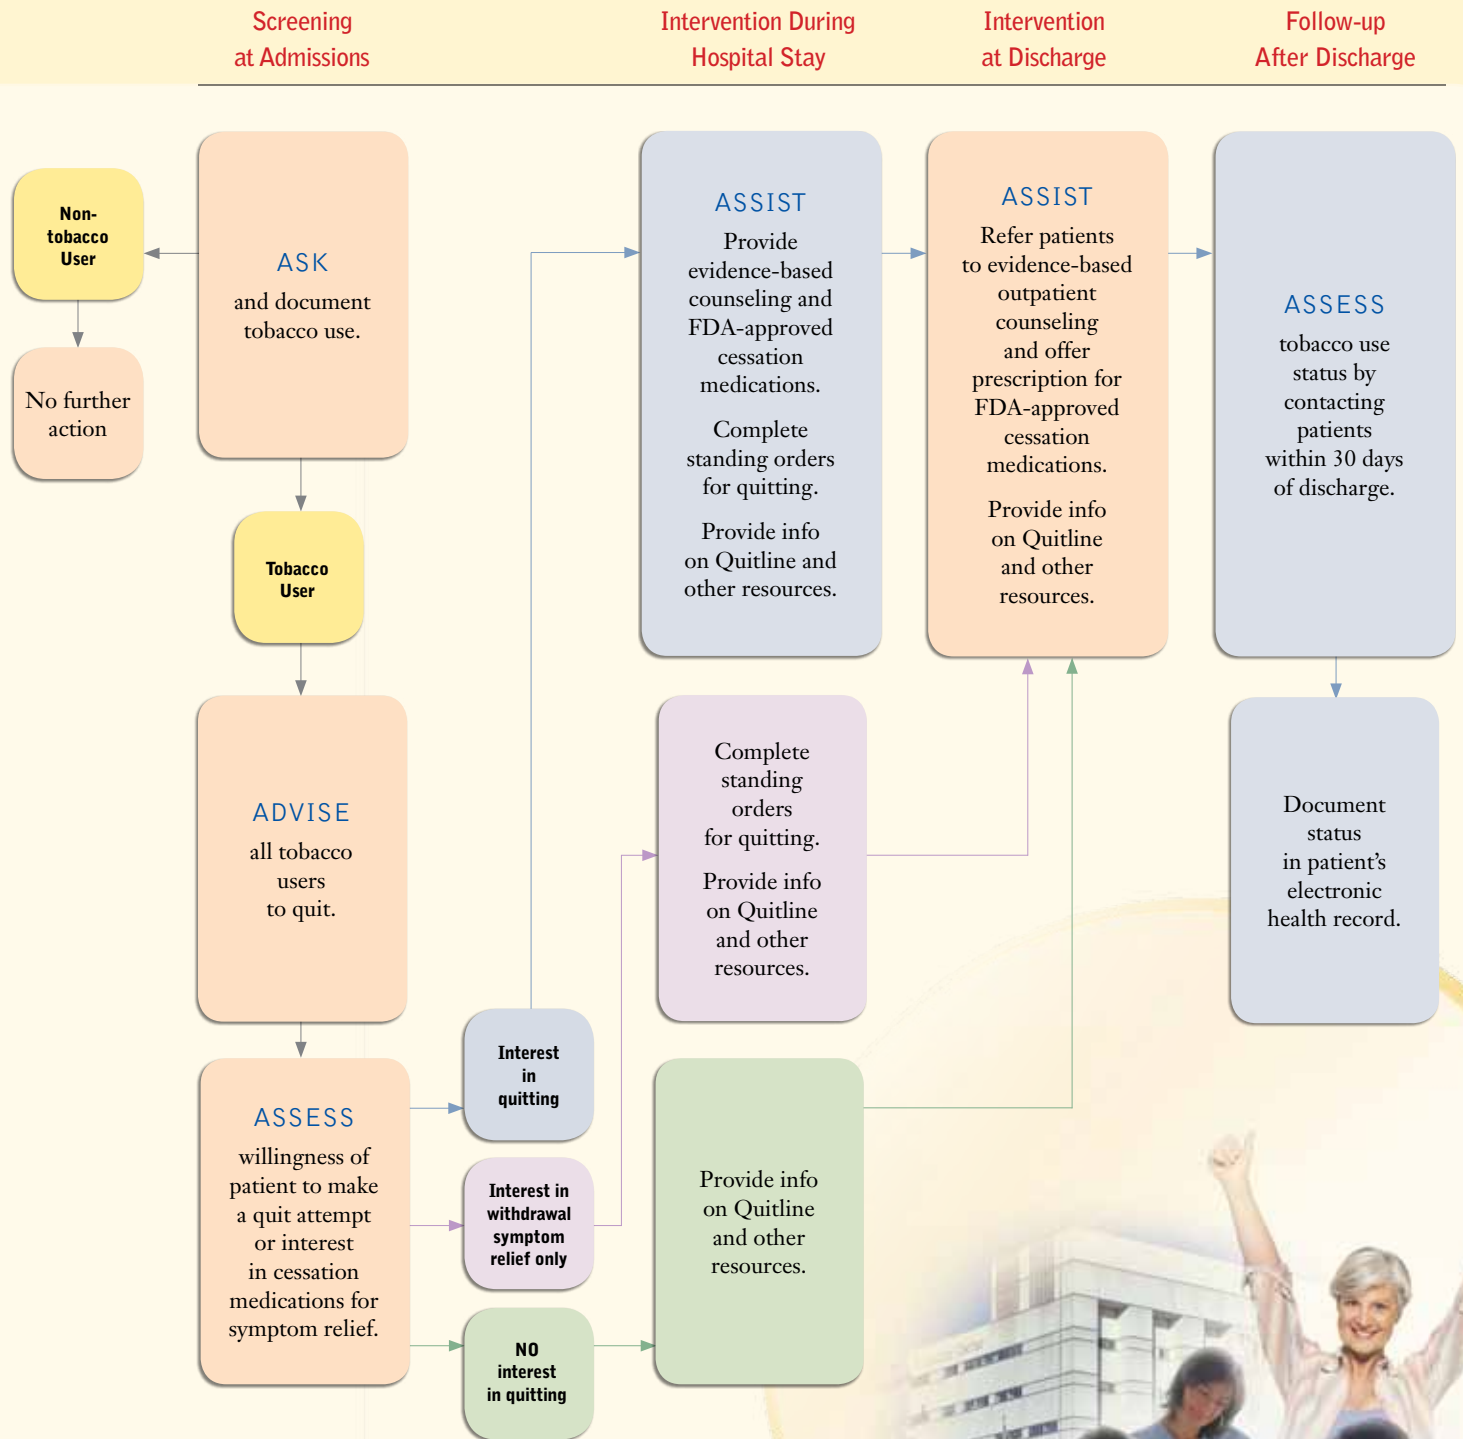 Screening
at Admissions
Intervention During
Hospital Stay
Intervention
at Discharge
Follow-up
After Discharge
Non-
tobacco
User
No further
action
ASK
and document
tobacco use.
Tobacco
User
ADVISE
all tobacco
users
to quit.
ASSESS
willingness of
patient to make
a quit attempt
or interest
in cessation
medications for
symptom relief.
Interest
in
quitting
Interest in
withdrawal
symptom
relief only
NO
interest
in quitting
ASSIST
Provide
evidence-based
counseling and
FDA-approved
cessation
medications.
Complete
standing orders
for quitting.
Provide info
on Quitline and
other resources.
Complete
standing
orders
for quitting.
Provide info
on Quitline
and other
resources.
Provide info
on Quitline
and other
resources.
ASSIST
Refer patients
to evidence-based
outpatient
counseling
and offer
prescription for
FDA-approved
cessation
medications.
Provide info
on Quitline
and other
resources.
ASSESS
tobacco use
status by
contacting
patients
within 30 days
of discharge.
Document
status
in patient's
electronic
health record.